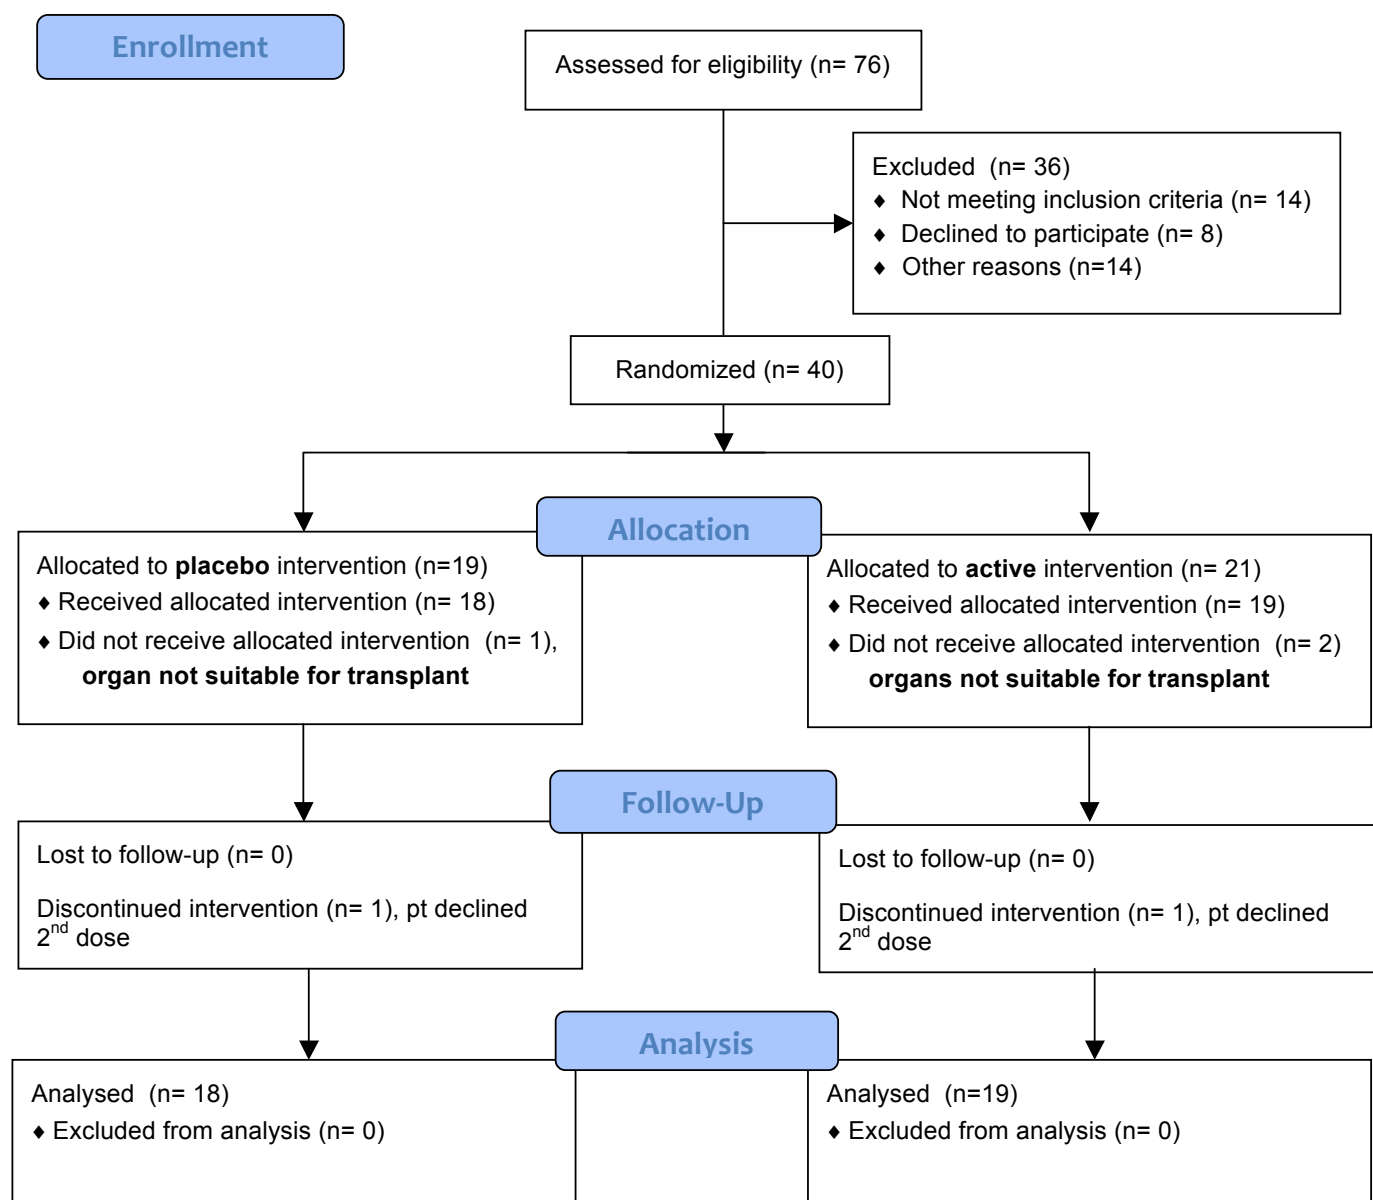 Enrollment
Assessed for eligibility (n= 76)
Excluded (n= 36)
♦ Not meeting inclusion criteria (n= 14)
♦ Declined to participate (n= 8)
♦ Other reasons (n=14)
Randomized (n= 40)
Allocation
Allocated to placebo intervention (n=19)
♦ Received allocated intervention (n= 18)
♦ Did not receive allocated intervention (n= 1),
organ not suitable for transplant
Allocated to active intervention (n= 21)
♦ Received allocated intervention (n= 19)
♦ Did not receive allocated intervention (n= 2)
organs not suitable for transplant
Follow-Up
Lost to follow-up (n= 0)
Discontinued intervention (n= 1), pt declined
2nd dose
Lost to follow-up (n= 0)
Discontinued intervention (n= 1), pt declined
2nd dose
Analysis
Analysed (n= 18)
♦ Excluded from analysis (n= 0)
Analysed (n=19)
♦ Excluded from analysis (n= 0)